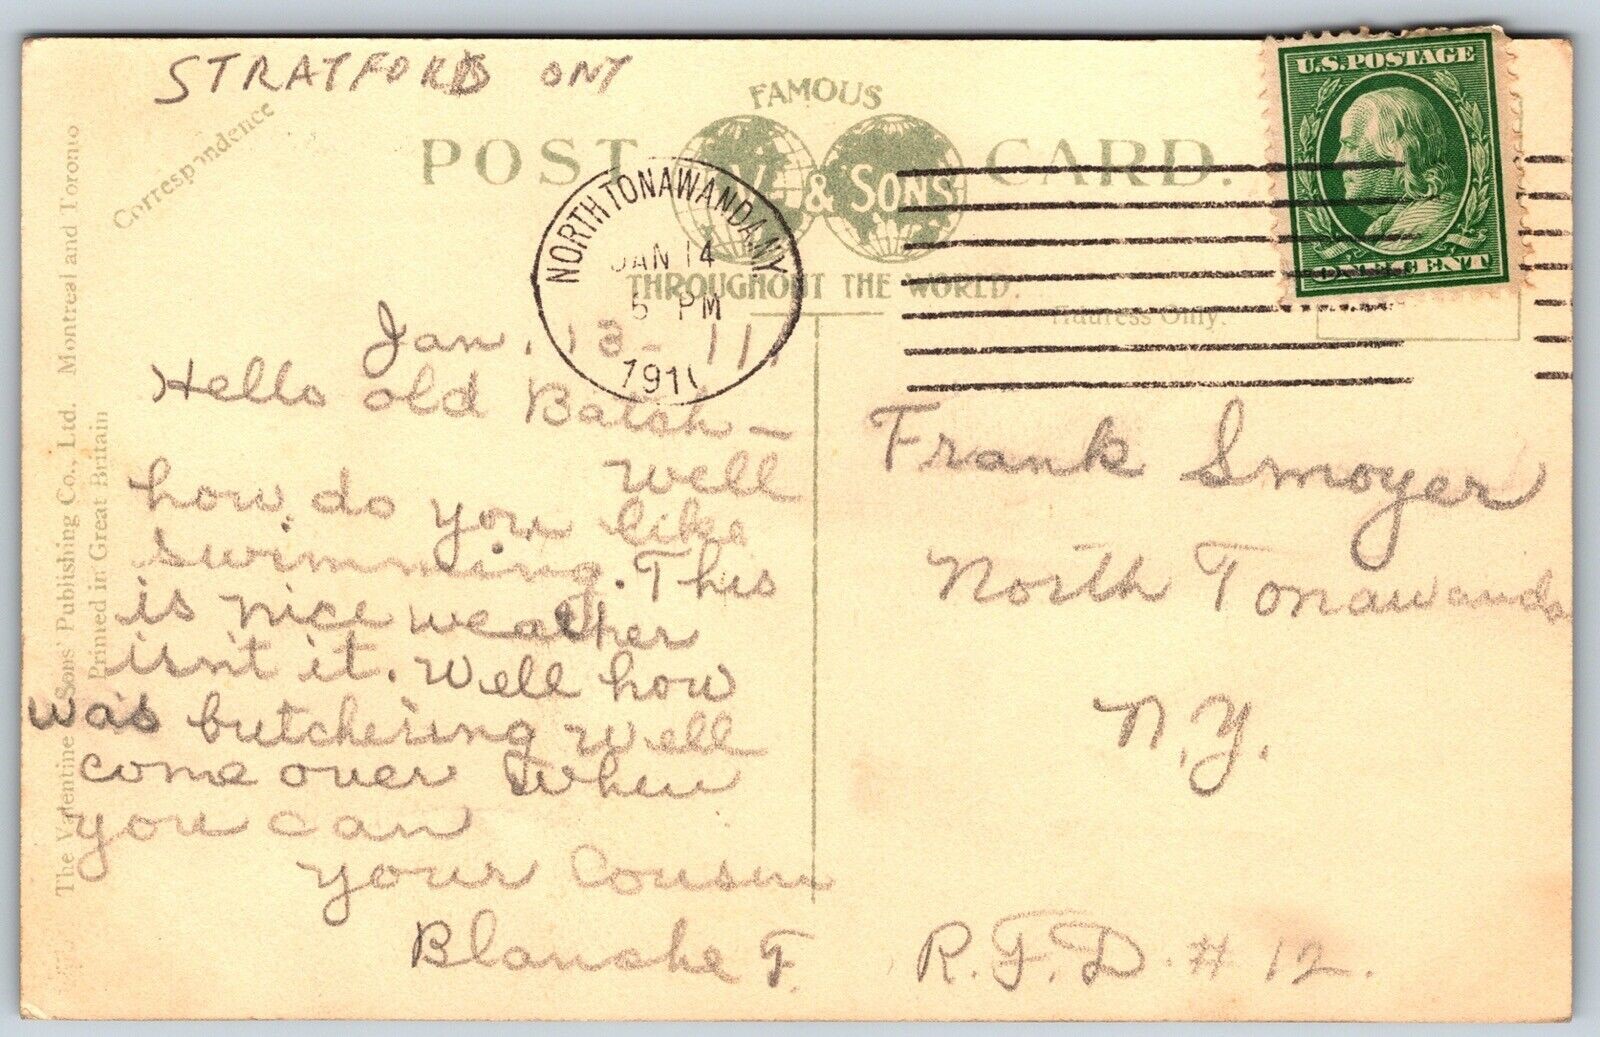 STRATFORD ONT
Correspondence
FAMOUS
POST CARD.
& SONS
THROUGHOUT THE WORLD.
Address Only.
U.S. POSTAGE
ONE CENT
NORTH TONAWANDA, N.Y.
JAN 14
5 PM
1911
The Valentine & Sons' Publishing Co., Ltd. Montreal and Toronto
Printed in Great Britain
Jan. 13 - 11
Hello old Batch -
Well
how do you like
swimming. This
is nice weather
isn't it. Well how
was butchering Well
come over when
you can
your cousin
Blanche F.
Frank Smoyer
North Tonawanda
N.Y.
R.F.D. # 12.